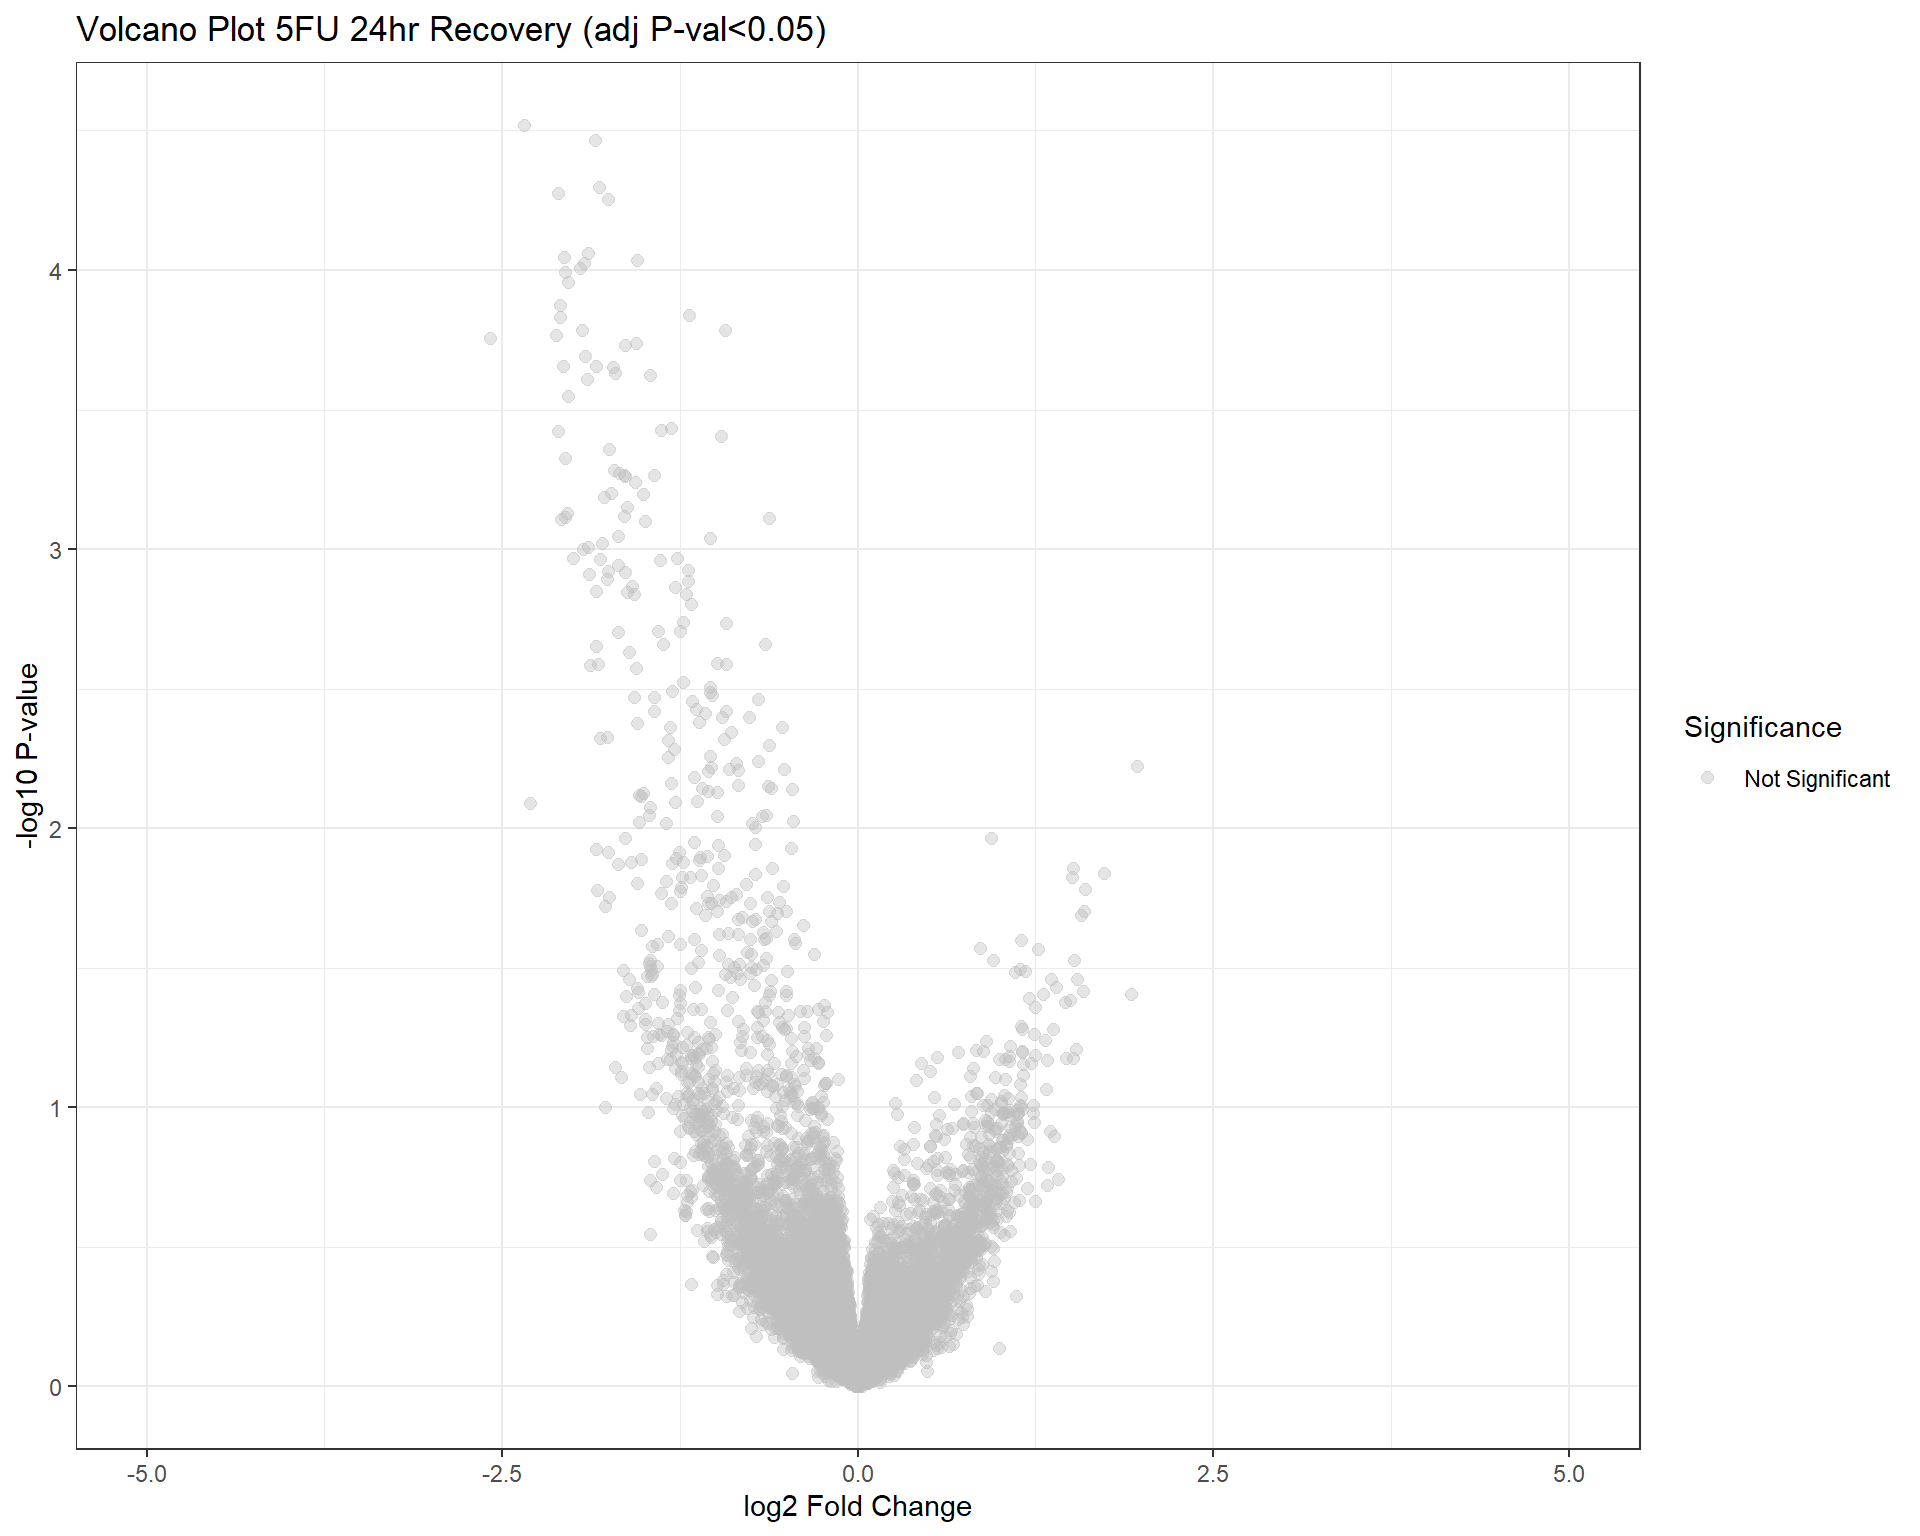 Volcano Plot 5FU 24hr Recovery (adj P-val<0.05)
4
3
2
1
0
-log10 P-value
-5.0
-2.5
0.0
2.5
5.0
log2 Fold Change
Significance
Not Significant